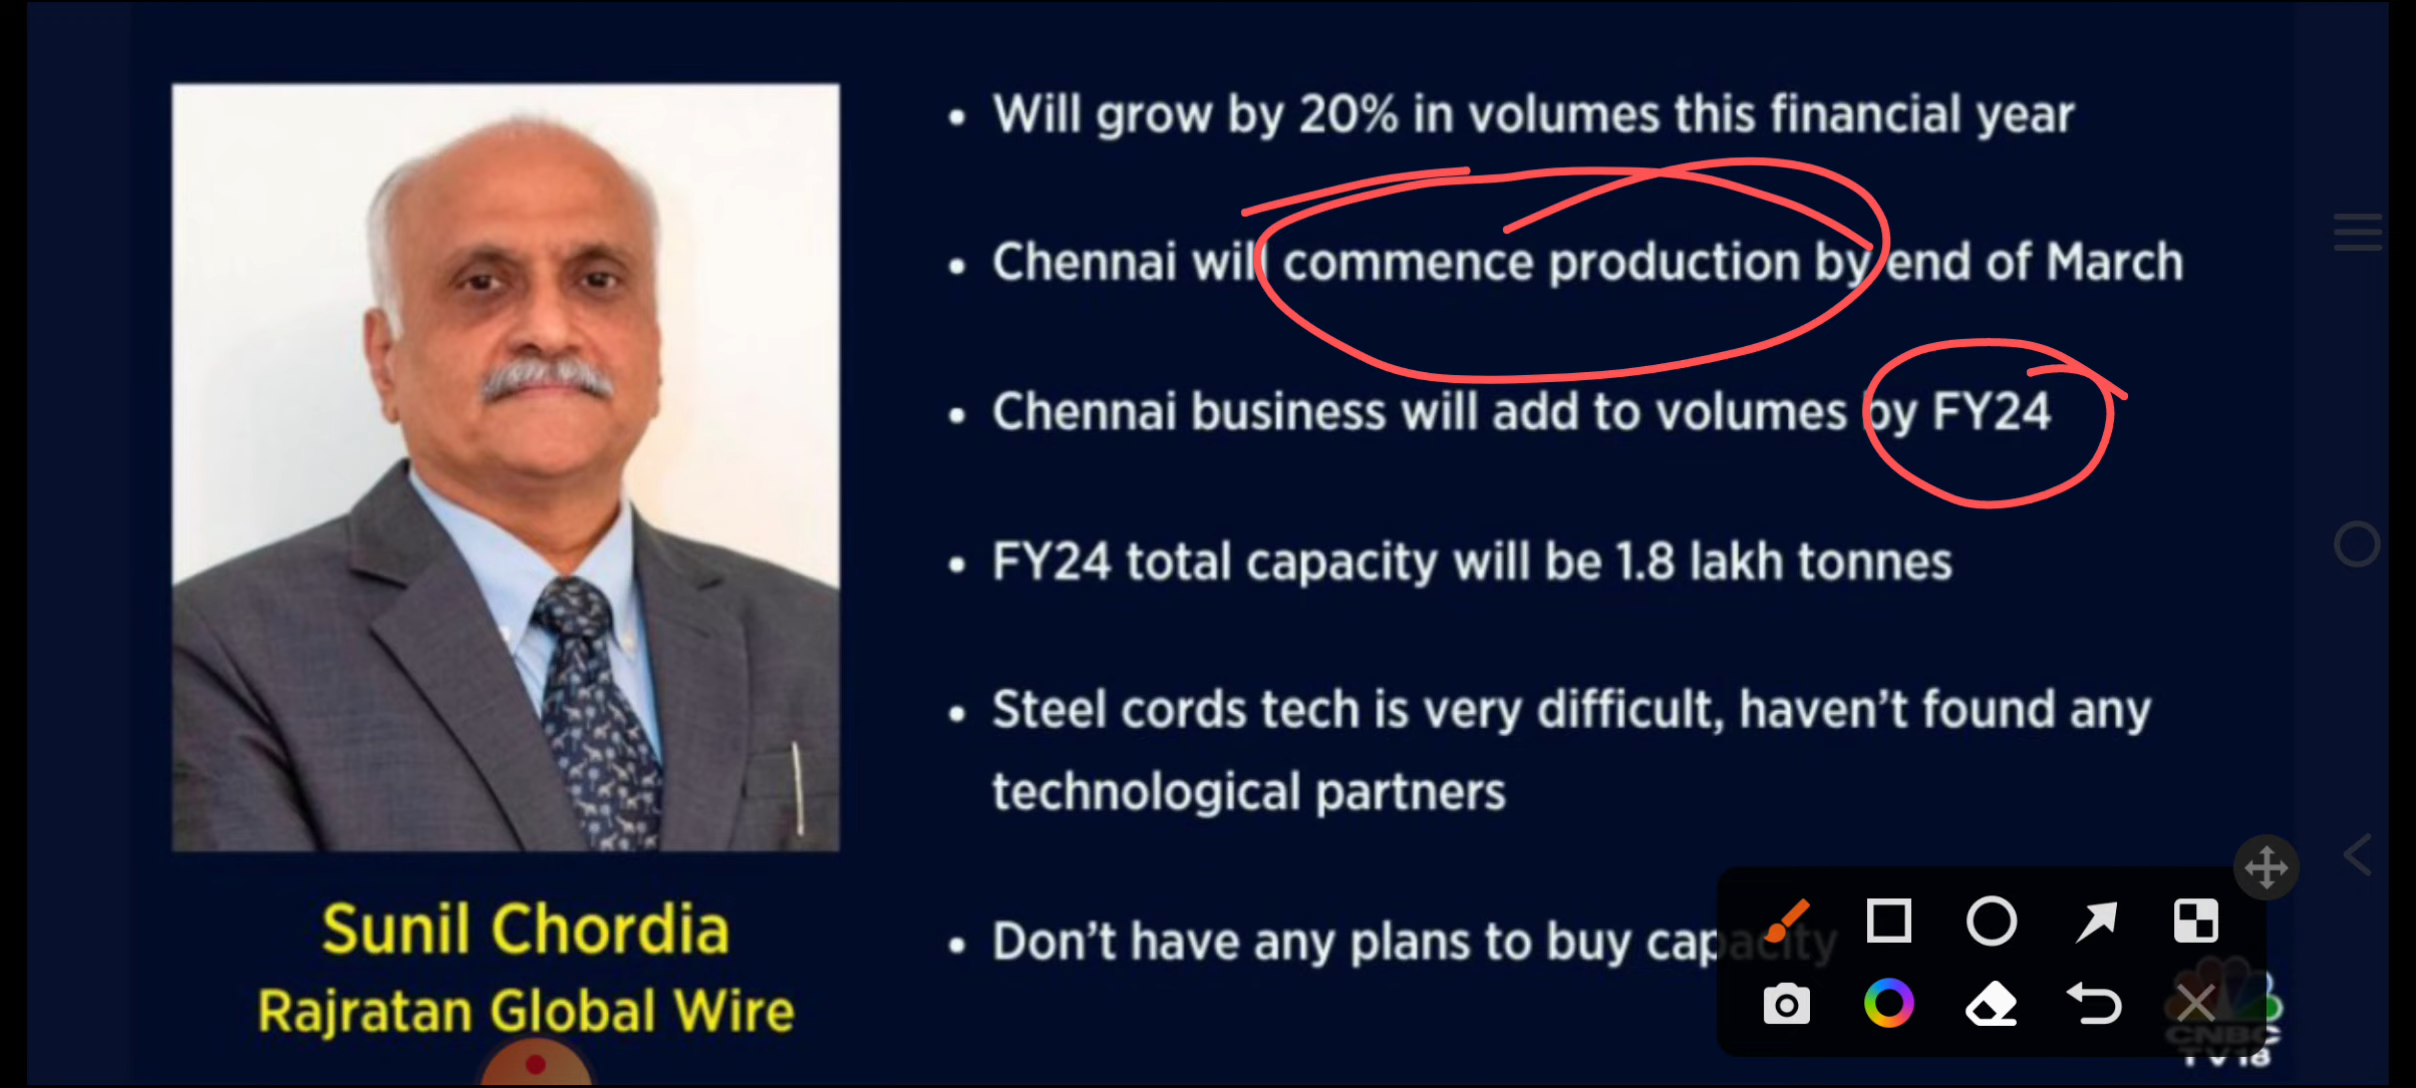 • Will grow by 20% in volumes this financial year
• Chennai will commence production by end of March
• Chennai business will add to volumes by FY24
• FY24 total capacity will be 1.8 lakh tonnes
• Steel cords tech is very difficult, haven't found any
technological partners
• Don't have any plans to buy capacity
Sunil Chordia
Rajratan Global Wire
CNBC
TV18